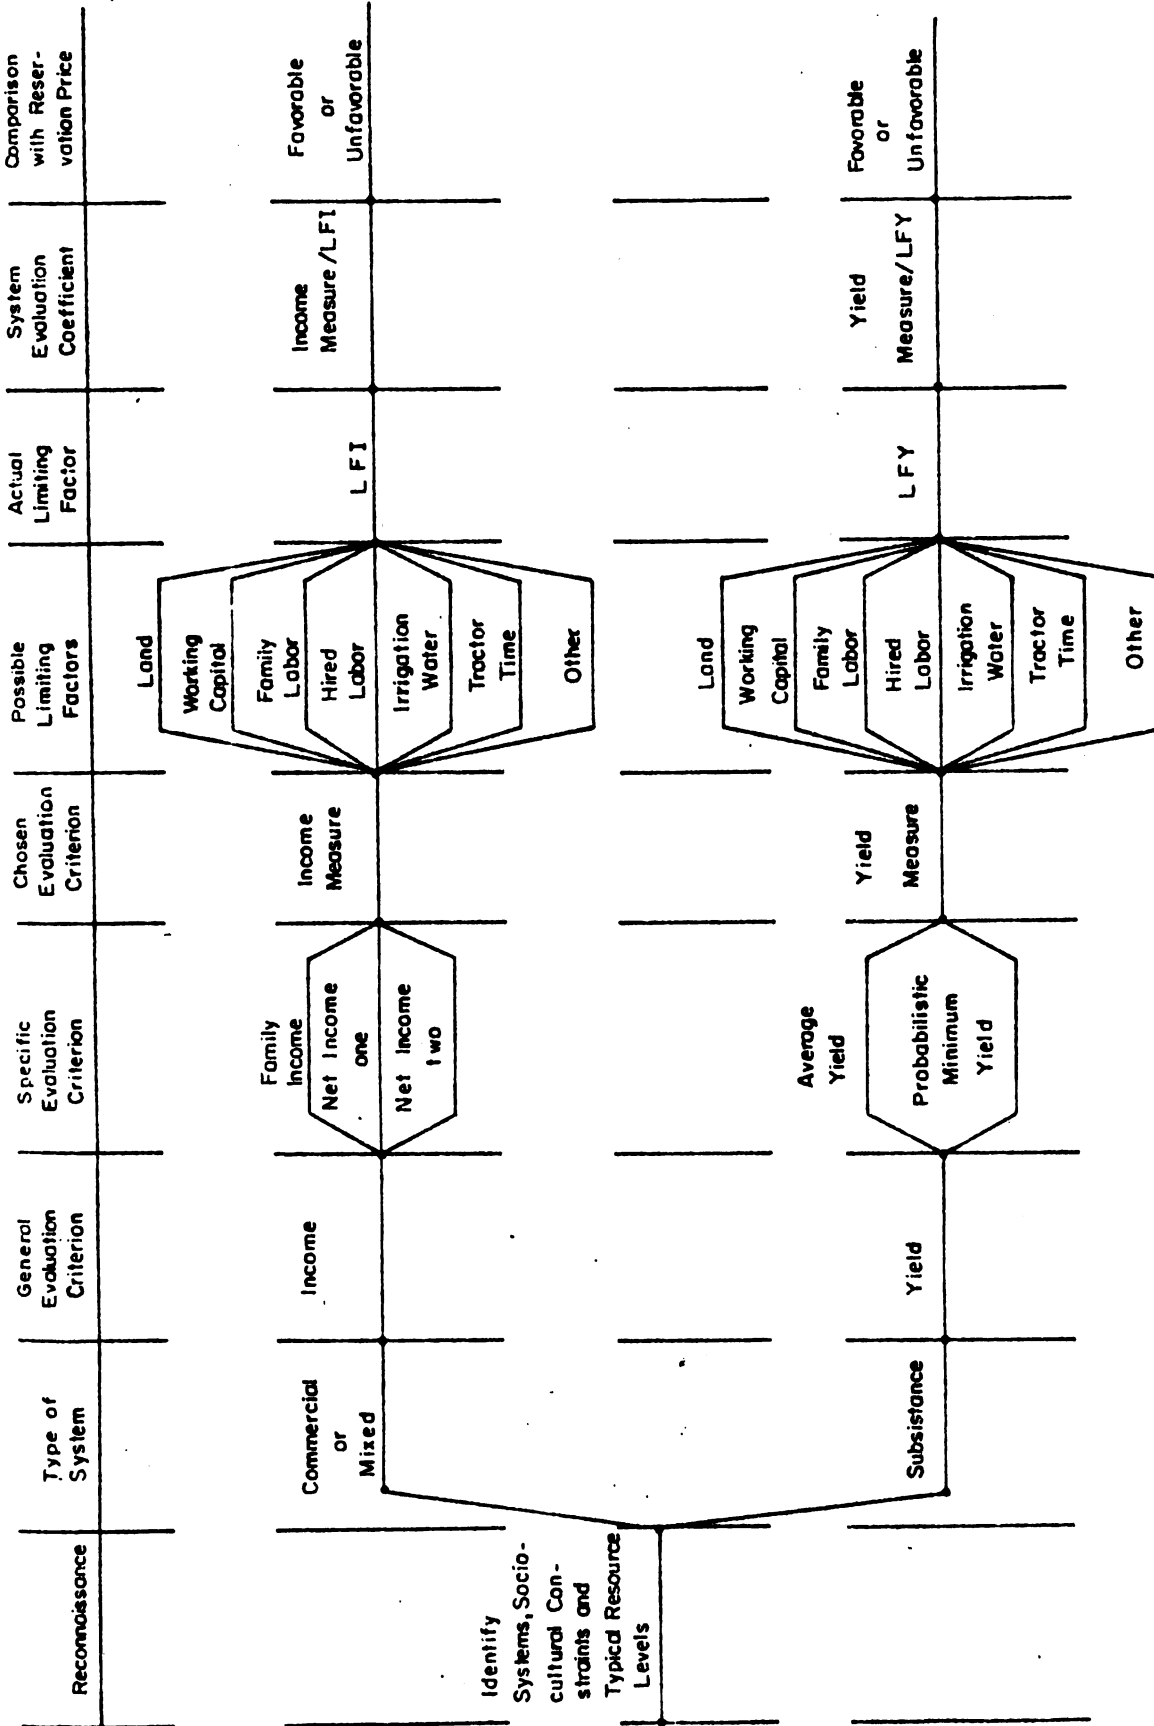 Reconnaissance
Type of
System
General
Evaluation
Criterion
Specific
Evaluation
Criterion
Chosen
Evaluation
Criterion
Possible
Limiting
Factors
Actual
Limiting
Factor
System
Evaluation
Coefficient
Comparison
with Reser-
vation Price
Identify
Systems, Socio-
cultural Con-
straints and
Typical Resource
Levels
Commercial
or
Mixed
Income
Family
Income
Net Income
one
Net Income
two
Income
Measure
Land
Working
Capital
Family
Labor
Hired
Labor
Irrigation
Water
Tractor
Time
Other
LFI
Income
Measure/LFI
Favorable
or
Unfavorable
Subsistance
Yield
Average
Yield
Probabilistic
Minimum
Yield
Yield
Measure
Land
Working
Capital
Family
Labor
Hired
Labor
Irrigation
Water
Tractor
Time
Other
LFY
Yield
Measure/LFY
Favorable
or
Unfavorable